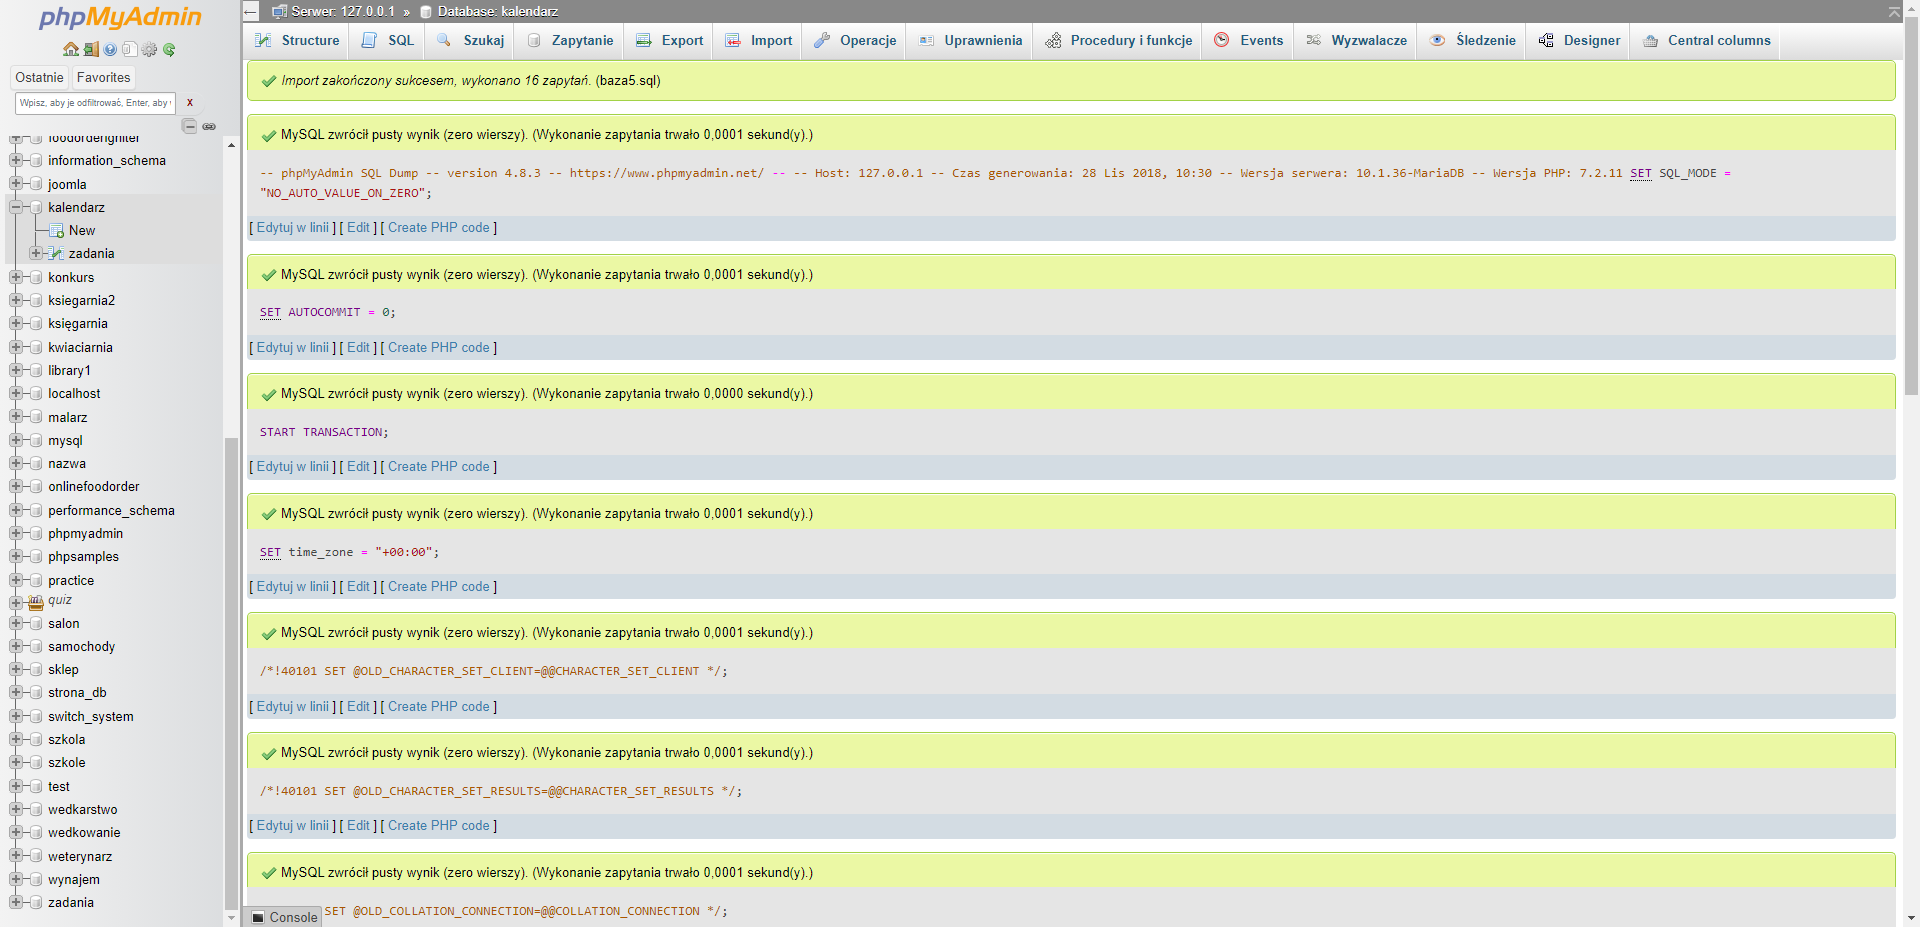 phpMyAdmin
Ostatnie Favorites
Wpisz, aby je odfiltrować, Enter, aby
X
foodorderigniter
information_schema
joomla
kalendarz
New
zadania
konkurs
ksiegarnia2
księgarnia
kwiaciarnia
library1
localhost
malarz
mysql
nazwa
onlinefoodorder
performance_schema
phpmyadmin
phpsamples
practice
quiz
salon
samochody
sklep
strona_db
switch_system
szkola
szkole
test
wedkarstwo
wedkowanie
weterynarz
wynajem
zadania
Serwer: 127.0.0.1 » Database: kalendarz
Structure SQL Szukaj Zapytanie Export Import Operacje Uprawnienia Procedury i funkcje Events Wyzwalacze Śledzenie Designer Central columns
Import zakończony sukcesem, wykonano 16 zapytań. (baza5.sql)
MySQL zwrócił pusty wynik (zero wierszy). (Wykonanie zapytania trwało 0,0001 sekund(y).)
-- phpMyAdmin SQL Dump -- version 4.8.3 -- https://www.phpmyadmin.net/ -- -- Host: 127.0.0.1 -- Czas generowania: 28 Lis 2018, 10:30 -- Wersja serwera: 10.1.36-MariaDB -- Wersja PHP: 7.2.11 SET SQL_MODE =
"NO_AUTO_VALUE_ON_ZERO";
[ Edytuj w linii ] [ Edit ] [ Create PHP code ]
MySQL zwrócił pusty wynik (zero wierszy). (Wykonanie zapytania trwało 0,0001 sekund(y).)
SET AUTOCOMMIT = 0;
[ Edytuj w linii ] [ Edit ] [ Create PHP code ]
MySQL zwrócił pusty wynik (zero wierszy). (Wykonanie zapytania trwało 0,0000 sekund(y).)
START TRANSACTION;
[ Edytuj w linii ] [ Edit ] [ Create PHP code ]
MySQL zwrócił pusty wynik (zero wierszy). (Wykonanie zapytania trwało 0,0001 sekund(y).)
SET time_zone = "+00:00";
[ Edytuj w linii ] [ Edit ] [ Create PHP code ]
MySQL zwrócił pusty wynik (zero wierszy). (Wykonanie zapytania trwało 0,0001 sekund(y).)
/*!40101 SET @OLD_CHARACTER_SET_CLIENT=@@CHARACTER_SET_CLIENT */;
[ Edytuj w linii ] [ Edit ] [ Create PHP code ]
MySQL zwrócił pusty wynik (zero wierszy). (Wykonanie zapytania trwało 0,0001 sekund(y).)
/*!40101 SET @OLD_CHARACTER_SET_RESULTS=@@CHARACTER_SET_RESULTS */;
[ Edytuj w linii ] [ Edit ] [ Create PHP code ]
MySQL zwrócił pusty wynik (zero wierszy). (Wykonanie zapytania trwało 0,0001 sekund(y).)
SET @OLD_COLLATION_CONNECTION=@@COLLATION_CONNECTION */;
Console